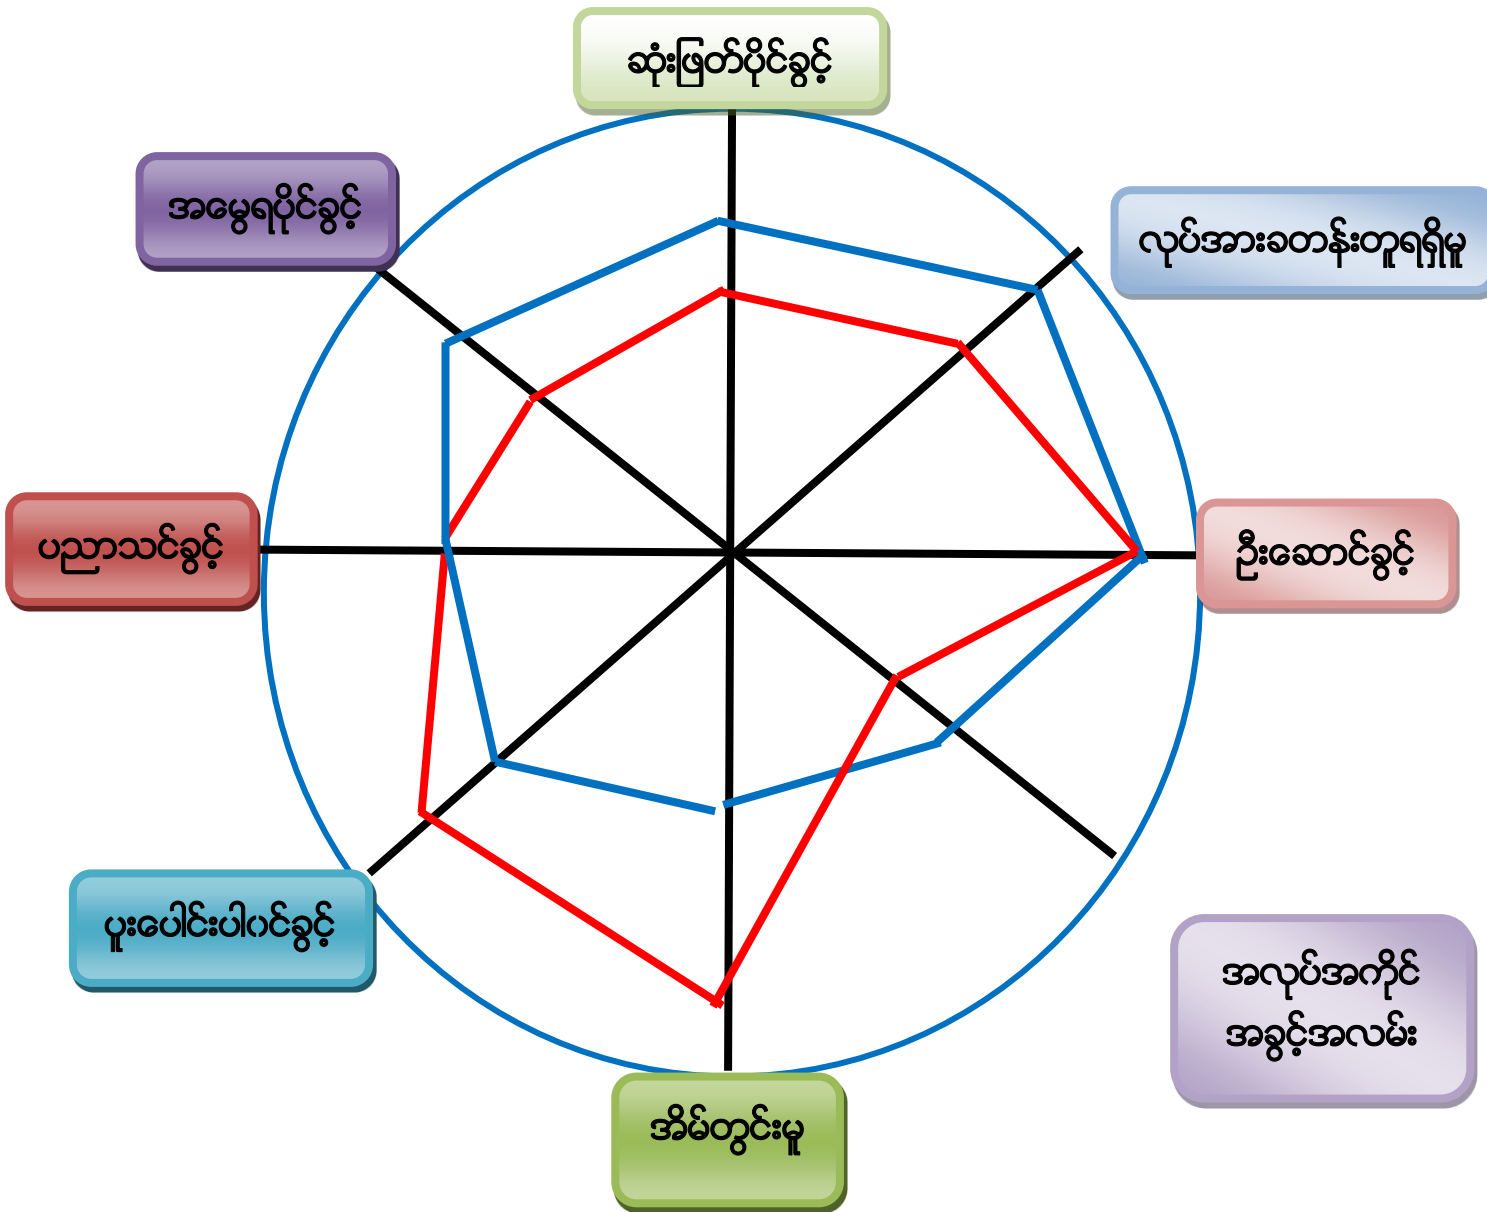 ဆုံးဖြတ်ပိုင်ခွင့်
အမွေရပိုင်ခွင့်
လုပ်အားခတန်းတူရရှိမှု
ပညာသင်ခွင့်
ဦးဆောင်ခွင့်
ပူးပေါင်းပါဝင်ခွင့်
အလုပ်အကိုင်
အခွင့်အလမ်း
အိမ်တွင်းမှု